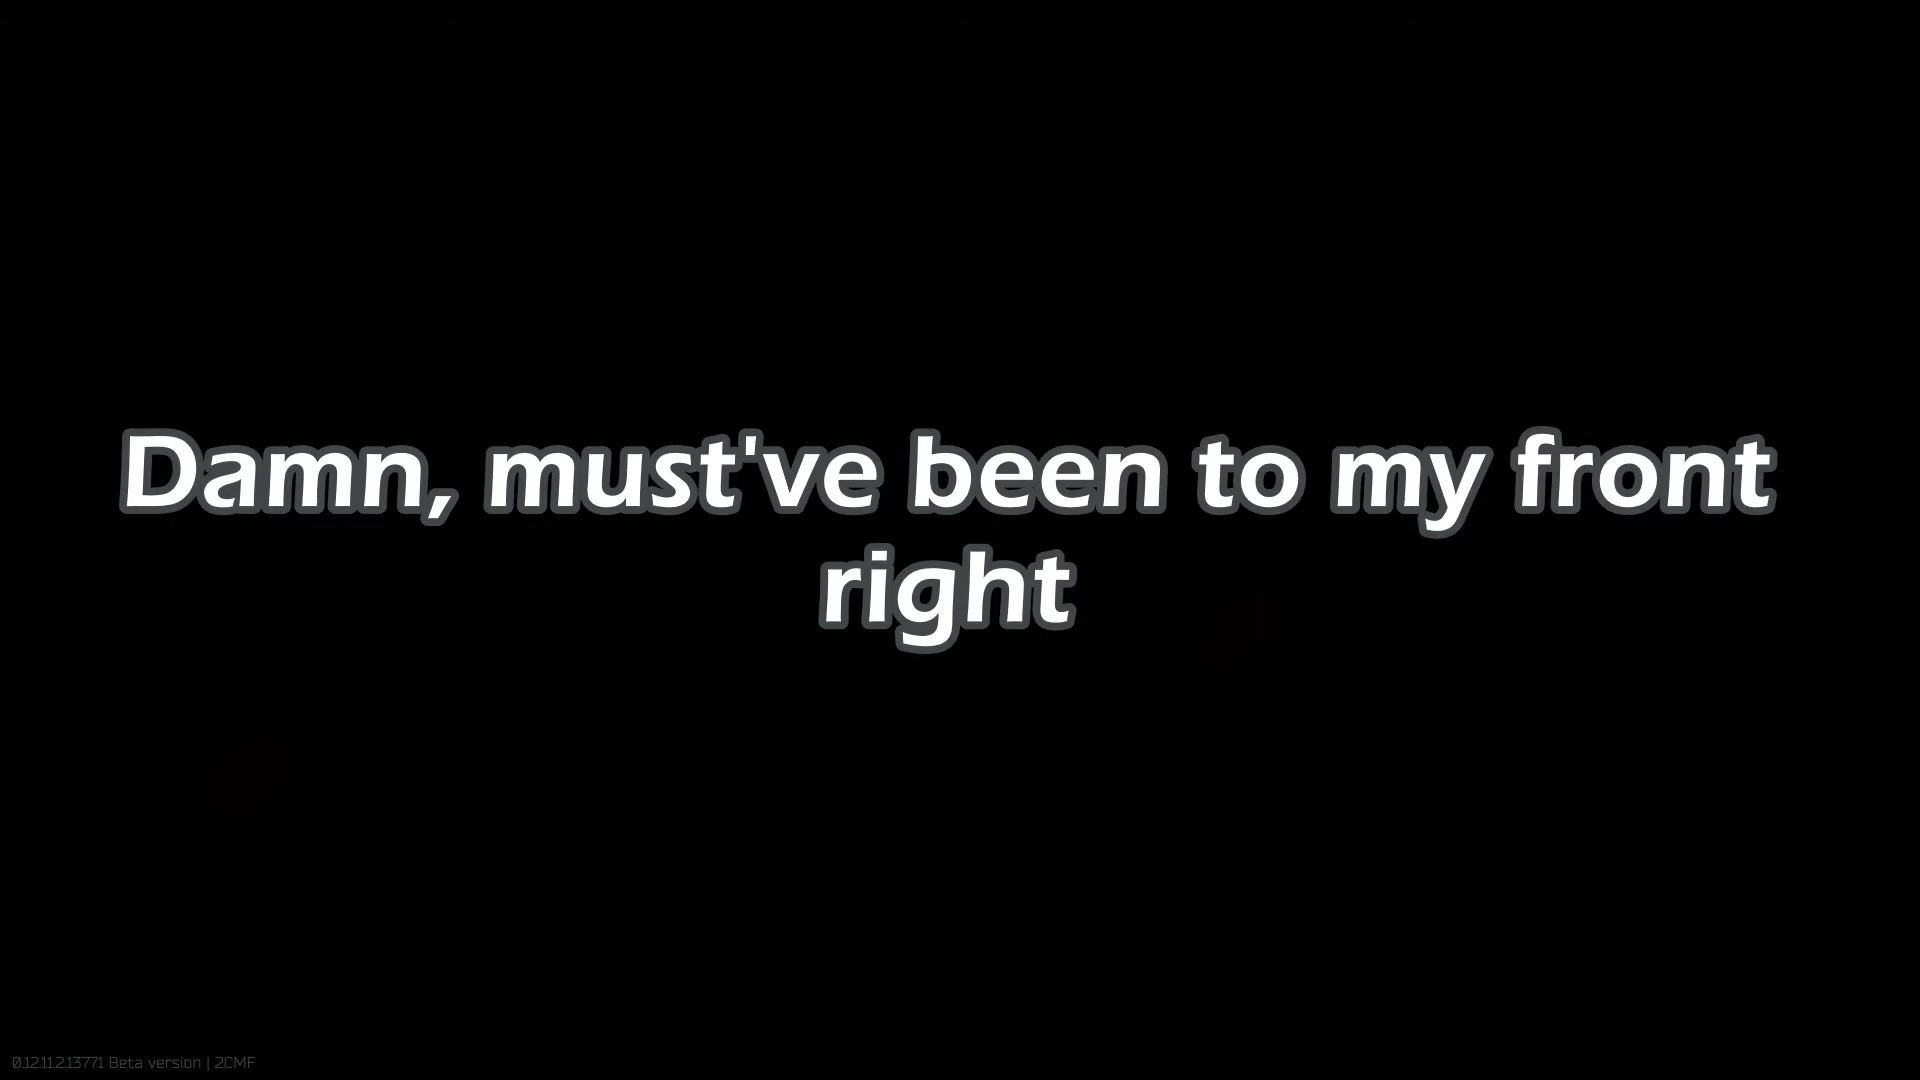 Damn, must've been to my front
right
0.12.11.2.13771 Beta version | 2CMF